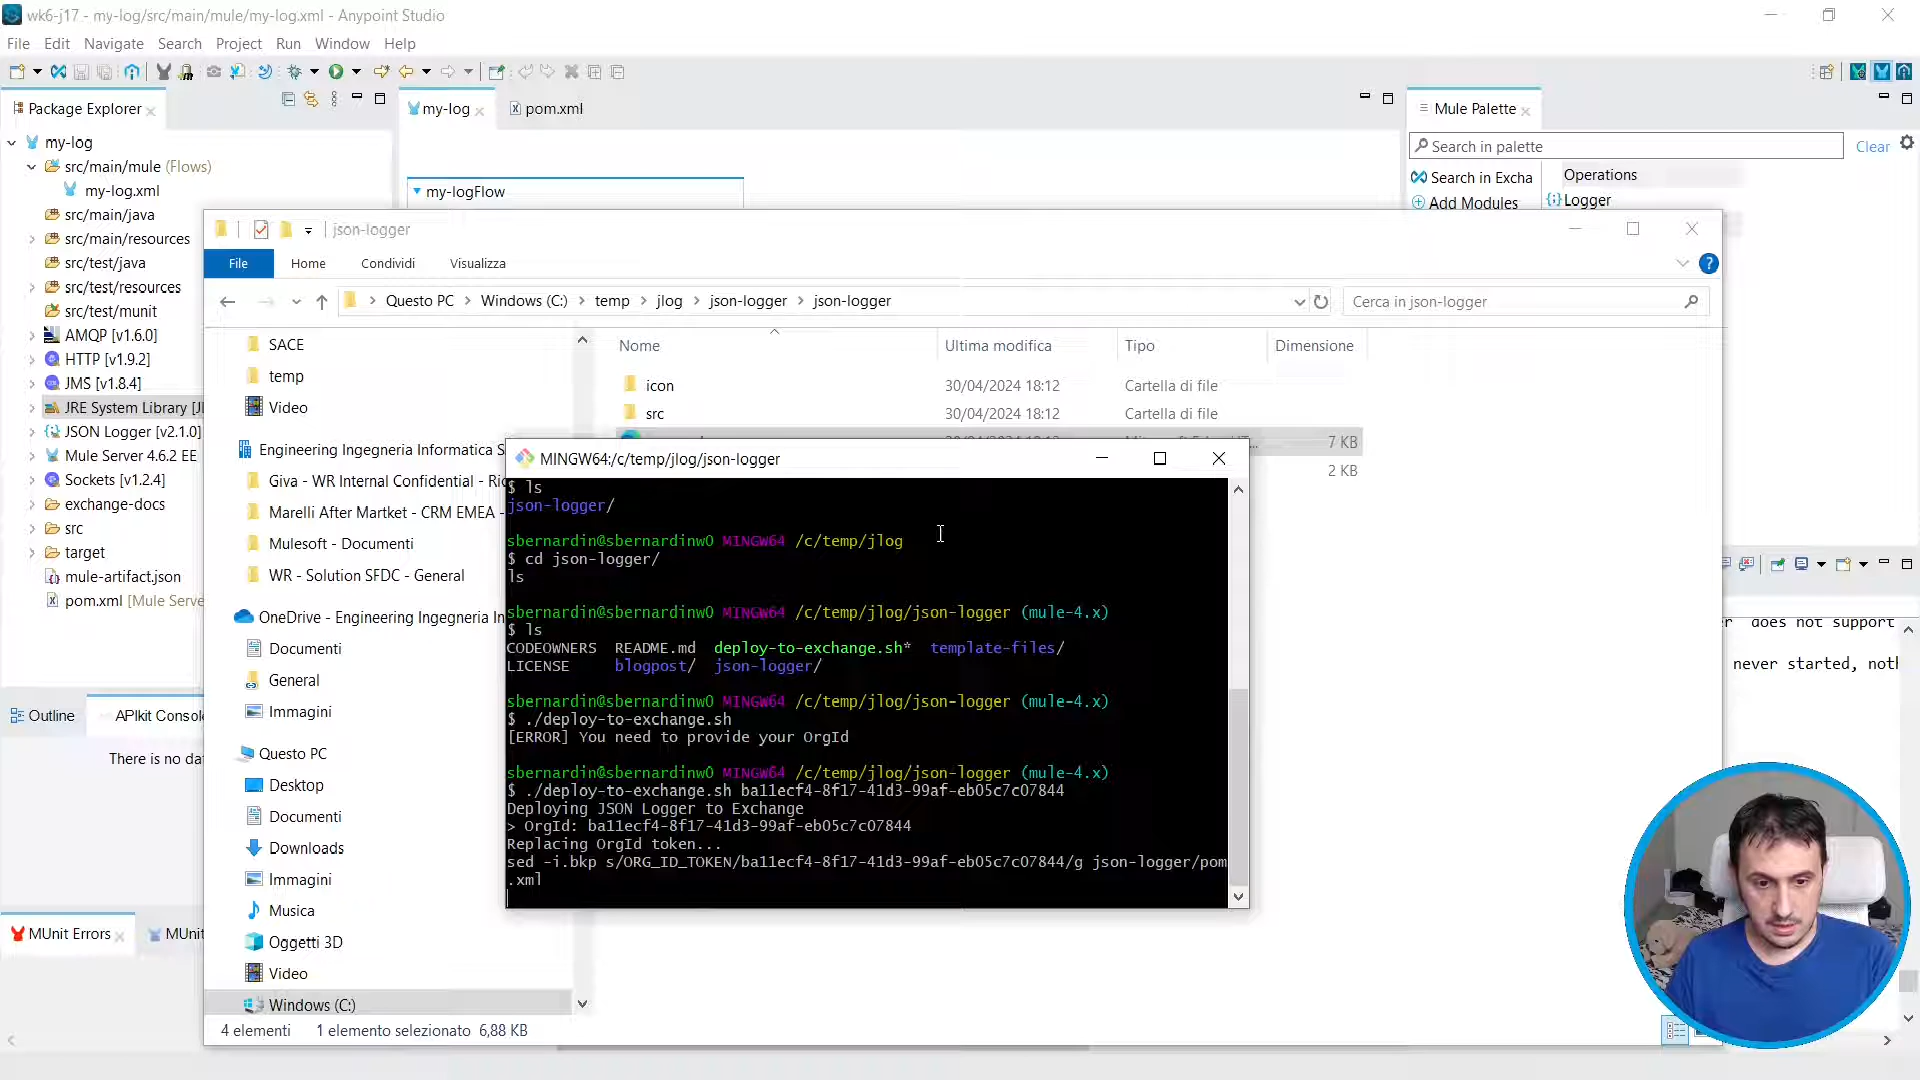 wk6-j17 - my-log/src/main/mule/my-log.xml - Anypoint Studio
File Edit Navigate Search Project Run Window Help
Package Explorer
my-log
pom.xml
Mule Palette
my-log
src/main/mule (Flows)
my-log.xml
src/main/java
src/main/resources
src/test/java
src/test/resources
src/test/munit
AMQP [v1.6.0]
HTTP [v1.9.2]
JMS [v1.8.4]
JRE System Library
JSON Logger [v2.1.0]
Mule Server 4.6.2 EE
Sockets [v1.2.4]
exchange-docs
src
target
mule-artifact.json
pom.xml [Mule Serve
my-logFlow
Search in palette
Clear
Search in Excha
Add Modules
Operations
Logger
json-logger
File Home Condividi Visualizza
Questo PC > Windows (C:) > temp > jlog > json-logger > json-logger
Cerca in json-logger
SACE
temp
Video
Engineering Ingegneria Informatica S
Giva - WR Internal Confidential - Ri
Marelli After Martket - CRM EMEA -
Mulesoft - Documenti
WR - Solution SFDC - General
OneDrive - Engineering Ingegneria In
Documenti
General
Immagini
Questo PC
Desktop
Documenti
Downloads
Immagini
Musica
Oggetti 3D
Video
Windows (C:)
Nome Ultima modifica Tipo Dimensione
icon 30/04/2024 18:12 Cartella di file
src 30/04/2024 18:12 Cartella di file
7 KB
2 KB
4 elementi 1 elemento selezionato 6,88 KB
MINGW64:/c/temp/jlog/json-logger
$ ls
json-logger/
sbernardin@sbernardinw0 MINGW64 /c/temp/jlog
$ cd json-logger/
ls
sbernardin@sbernardinw0 MINGW64 /c/temp/jlog/json-logger (mule-4.x)
$ ls
CODEOWNERS README.md deploy-to-exchange.sh* template-files/
LICENSE blogpost/ json-logger/
sbernardin@sbernardinw0 MINGW64 /c/temp/jlog/json-logger (mule-4.x)
$ ./deploy-to-exchange.sh
[ERROR] You need to provide your OrgId
sbernardin@sbernardinw0 MINGW64 /c/temp/jlog/json-logger (mule-4.x)
$ ./deploy-to-exchange.sh ba11ecf4-8f17-41d3-99af-eb05c7c07844
Deploying JSON Logger to Exchange
> OrgId: ba11ecf4-8f17-41d3-99af-eb05c7c07844
Replacing OrgId token...
sed -i.bkp s/ORG_ID_TOKEN/ba11ecf4-8f17-41d3-99af-eb05c7c07844/g json-logger/pom
.xml
does not support
never started, noth
Outline
APIkit Consol
There is no dat
MUnit Errors
MUnit